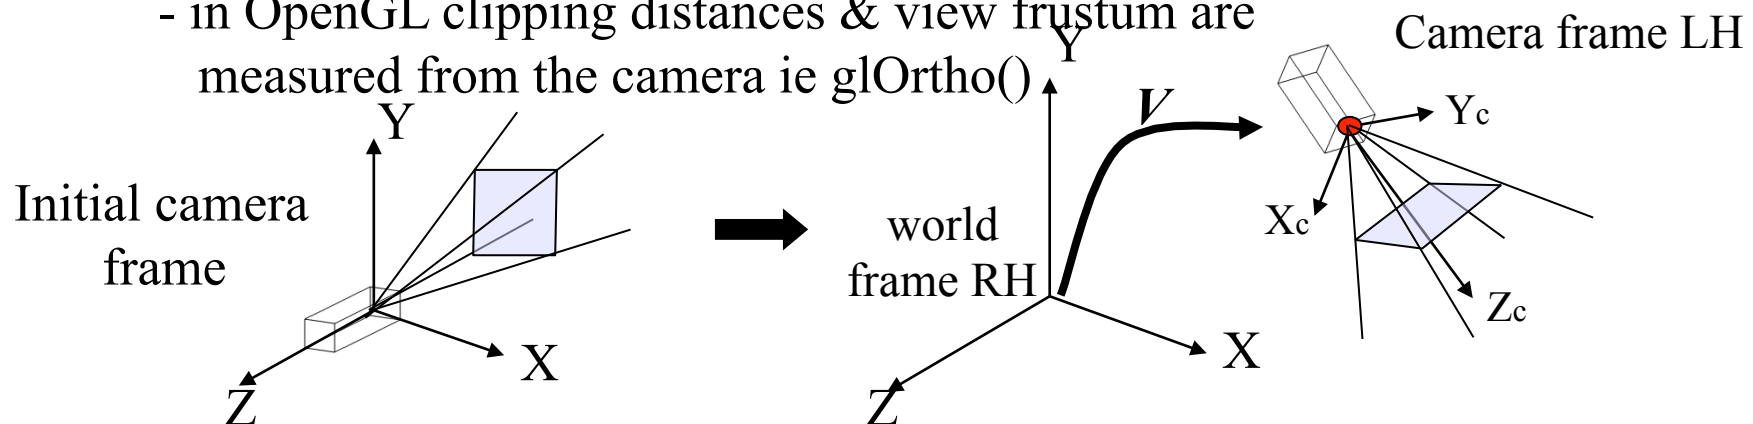 - in OpenGL clipping distances & view frustum are
measured from the camera ie glOrtho()
Camera frame LH
Y
V
Yc
Y
Initial camera
frame
world
frame RH
Xc
Zc
X
X
Z
Z